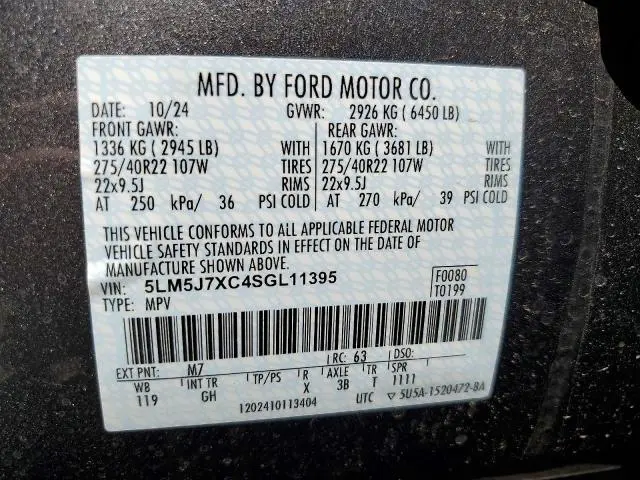 MFD. BY FORD MOTOR CO.
DATE: 10/24 GVWR: 2926 KG ( 6450 LB)
FRONT GAWR: REAR GAWR:
1336 KG ( 2945 LB) WITH 1670 KG ( 3681 LB) WITH
275/40R22 107W TIRES 275/40R22 107W TIRES
22x9.5J RIMS 22x9.5J RIMS
AT 250 kPa/ 36 PSI COLD AT 270 kPa/ 39 PSI COLD
THIS VEHICLE CONFORMS TO ALL APPLICABLE FEDERAL MOTOR
VEHICLE SAFETY STANDARDS IN EFFECT ON THE DATE OF
MANUFACTURE SHOWN ABOVE.
VIN: 5LM5J7XC4SGL11395 F0080
TYPE: MPV T0199
EXT PNT: M7 RC: 63 DSO:
WB INT TR TP/PS R AXLE TR SPR
119 GH X 3B T 1111
1202410113404 UTC ▽ 5U5A-1520472-BA